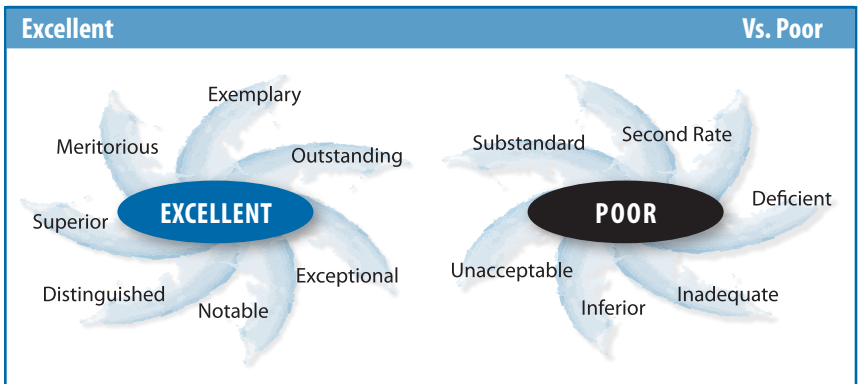 Excellent
Vs. Poor
Exemplary
Meritorious
Outstanding
EXCELLENT
Superior
Exceptional
Distinguished
Notable
Second Rate
Substandard
Deficient
POOR
Unacceptable
Inadequate
Inferior